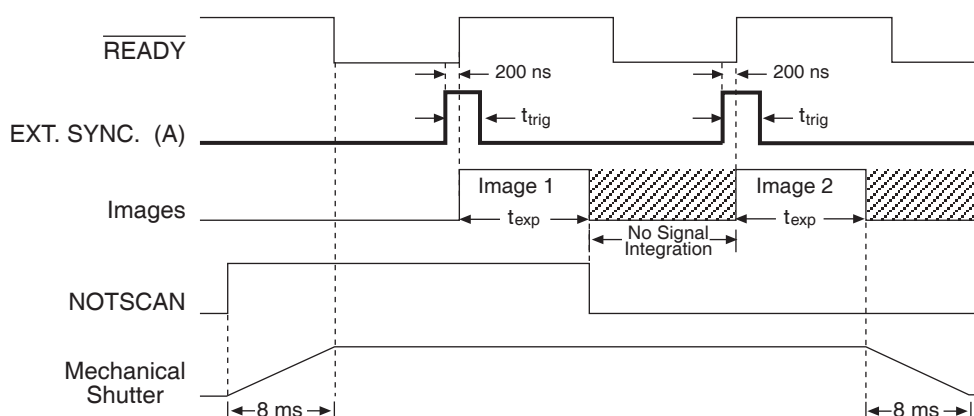 READY
200 ns
200 ns
EXT. SYNC. (A)
t_trig
t_trig
Images
Image 1
Image 2
t_exp
t_exp
No Signal
Integration
NOTSCAN
Mechanical
Shutter
8 ms
8 ms